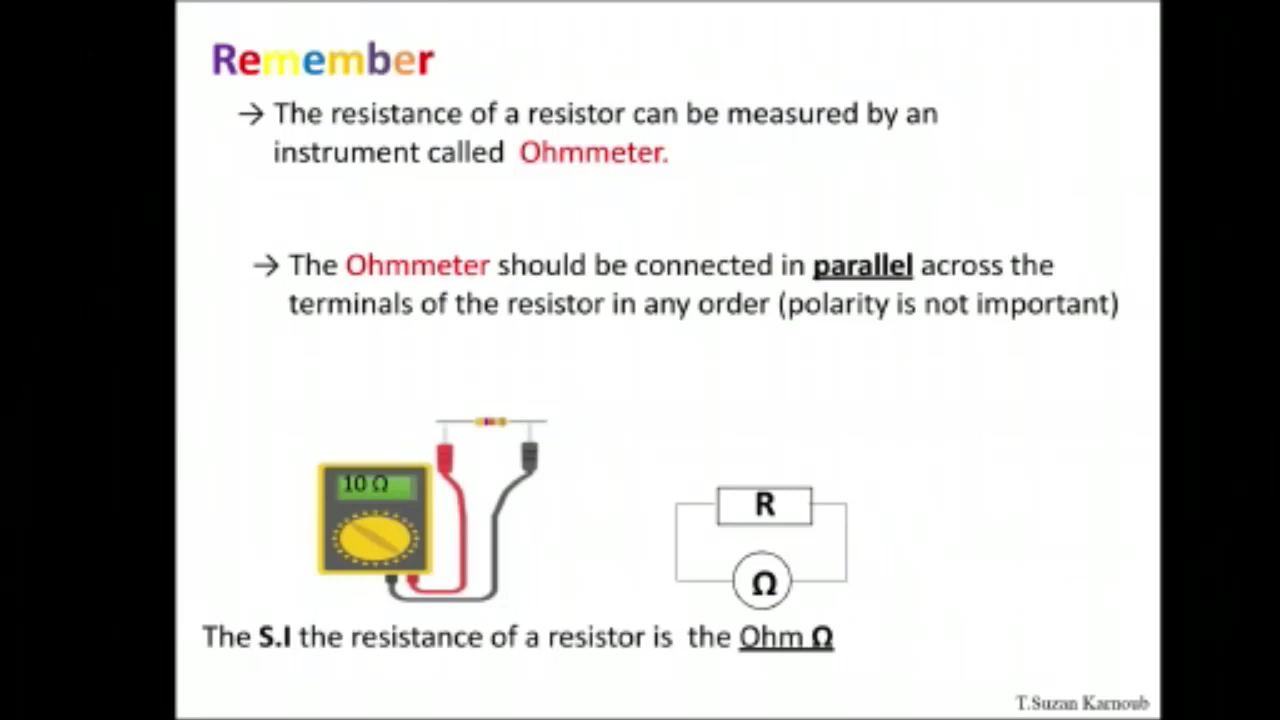 Remember
→ The resistance of a resistor can be measured by an
instrument called Ohmmeter.
→ The Ohmmeter should be connected in parallel across the
terminals of the resistor in any order (polarity is not important)
10 Ω
R
Ω
The S.I the resistance of a resistor is the Ohm Ω
T.Suzan Karnoub